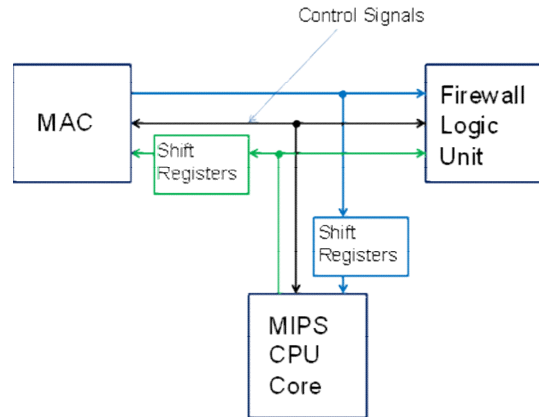 Control Signals
MAC
Firewall
Logic
Unit
Shift
Registers
Shift
Registers
MIPS
CPU
Core